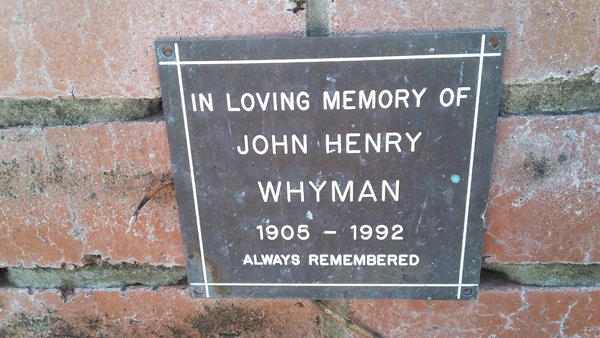 IN LOVING MEMORY OF
JOHN HENRY
WHYMAN
1905 – 1992
ALWAYS REMEMBERED